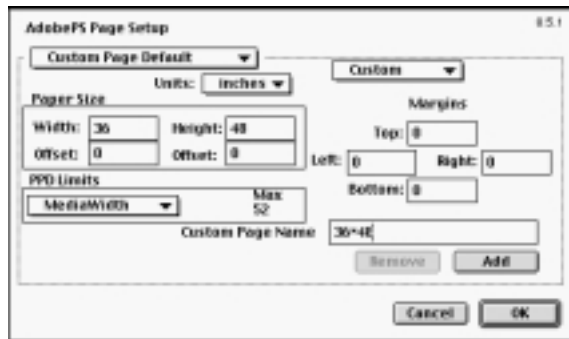 AdobePS Page Setup 8.5.1
Custom Page Default
Custom
Units: inches
Paper Size
Margins
Width: 36 Height: 48
Top: 0
Offset: 0 Offset: 0
Left: 0 Right: 0
PPD Limits
Bottom: 0
MediaWidth Max
52
Custom Page Name 36*48
Remove Add
Cancel OK